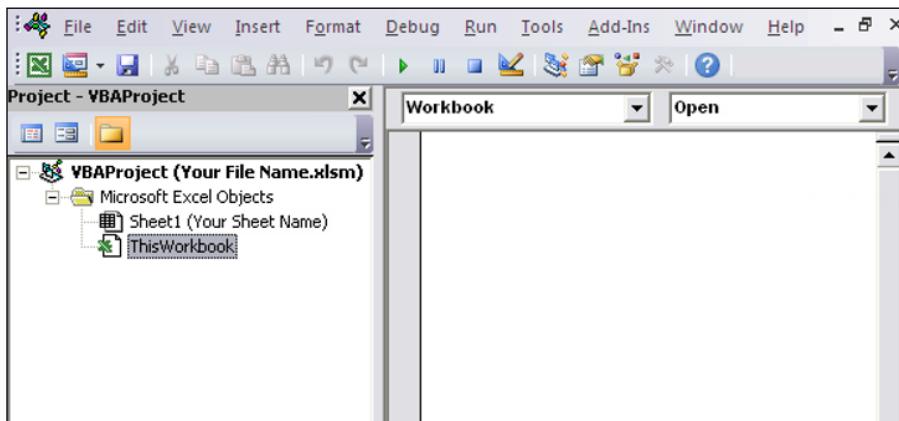 File Edit View Insert Format Debug Run Tools Add-Ins Window Help
Project - VBAProject
Workbook
Open
VBAProject (Your File Name.xlsm)
Microsoft Excel Objects
Sheet1 (Your Sheet Name)
ThisWorkbook